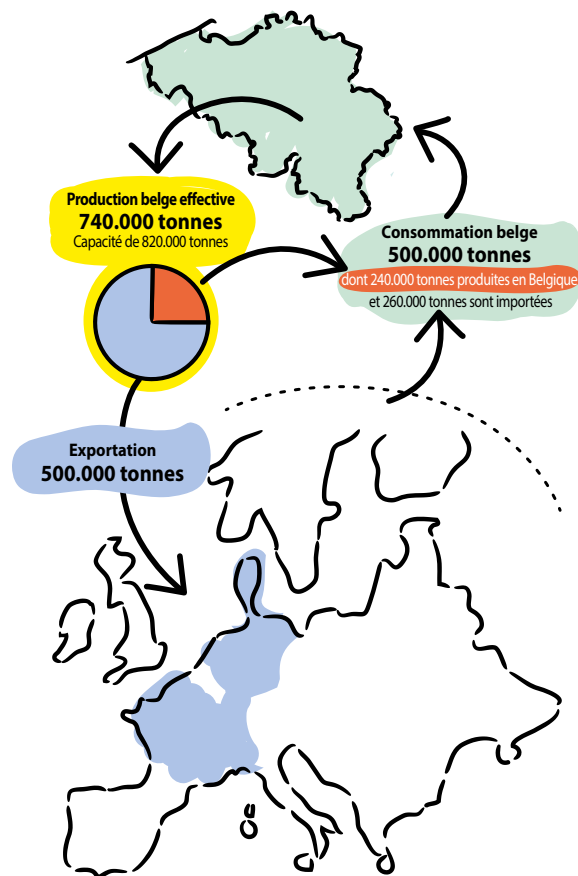 Production belge effective
740.000 tonnes
Capacité de 820.000 tonnes
Consommation belge
500.000 tonnes
dont 240.000 tonnes produites en Belgique
et 260.000 tonnes sont importées
Exportation
500.000 tonnes